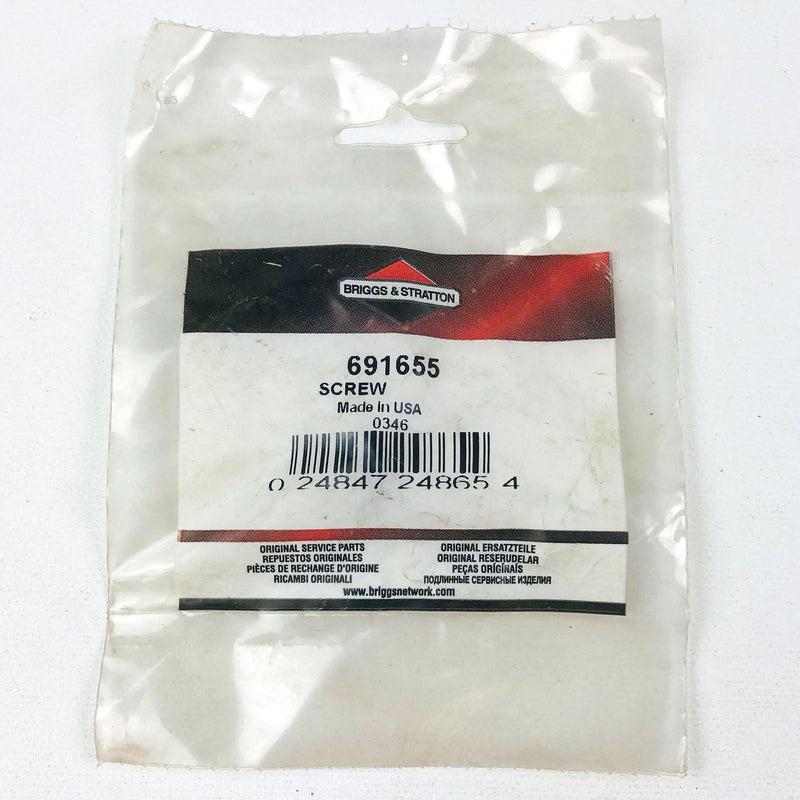 BRIGGS & STRATTON
691655
SCREW
Made In USA
0346
0 24847 24865 4
ORIGINAL SERVICE PARTS
REPUESTOS ORIGINALES
PIÈCES DE RECHANGE D'ORIGINE
RICAMBI ORIGINALI
ORIGINAL ERSATZTEILE
ORIGINAL RESERUDELAR
PEÇAS ORIGINAIS
ПОДЛИННЫЕ СЕРВИСНЫЕ ИЗДЕЛИЯ
www.briggsnetwork.com